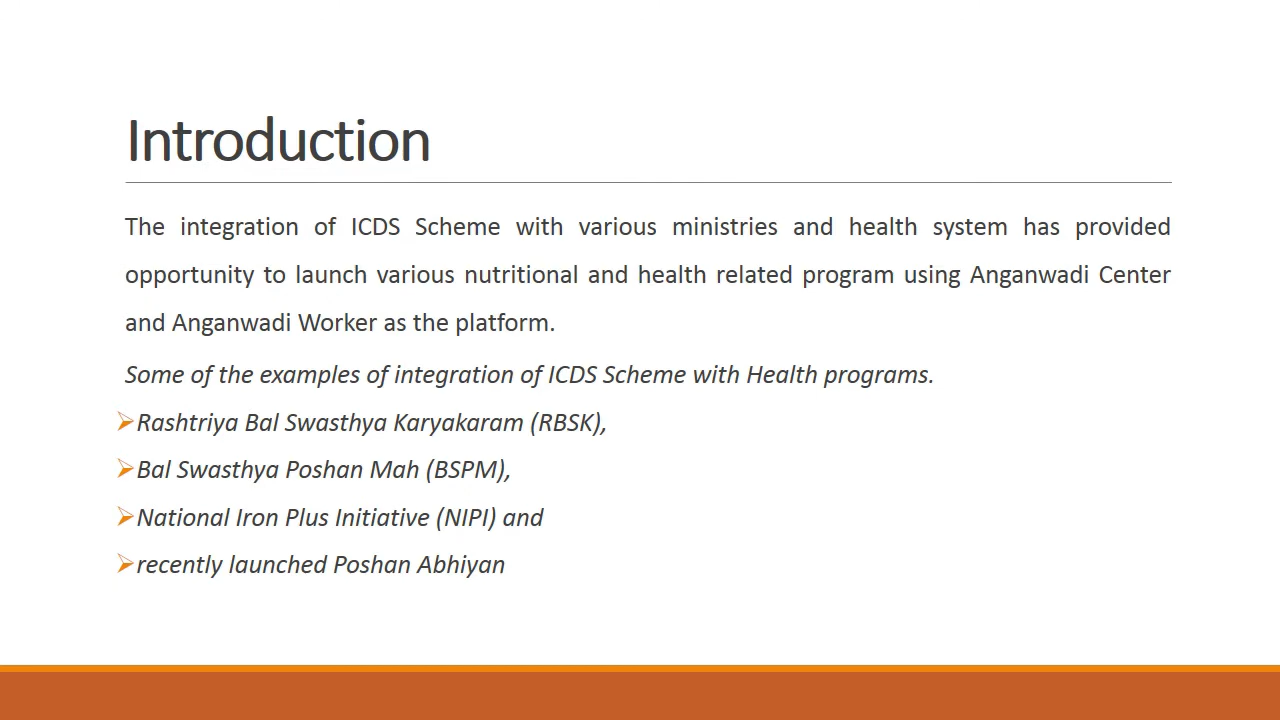 Introduction
The integration of ICDS Scheme with various ministries and health system has provided
opportunity to launch various nutritional and health related program using Anganwadi Center
and Anganwadi Worker as the platform.
Some of the examples of integration of ICDS Scheme with Health programs.
Rashtriya Bal Swasthya Karyakaram (RBSK),
Bal Swasthya Poshan Mah (BSPM),
National Iron Plus Initiative (NIPI) and
recently launched Poshan Abhiyan